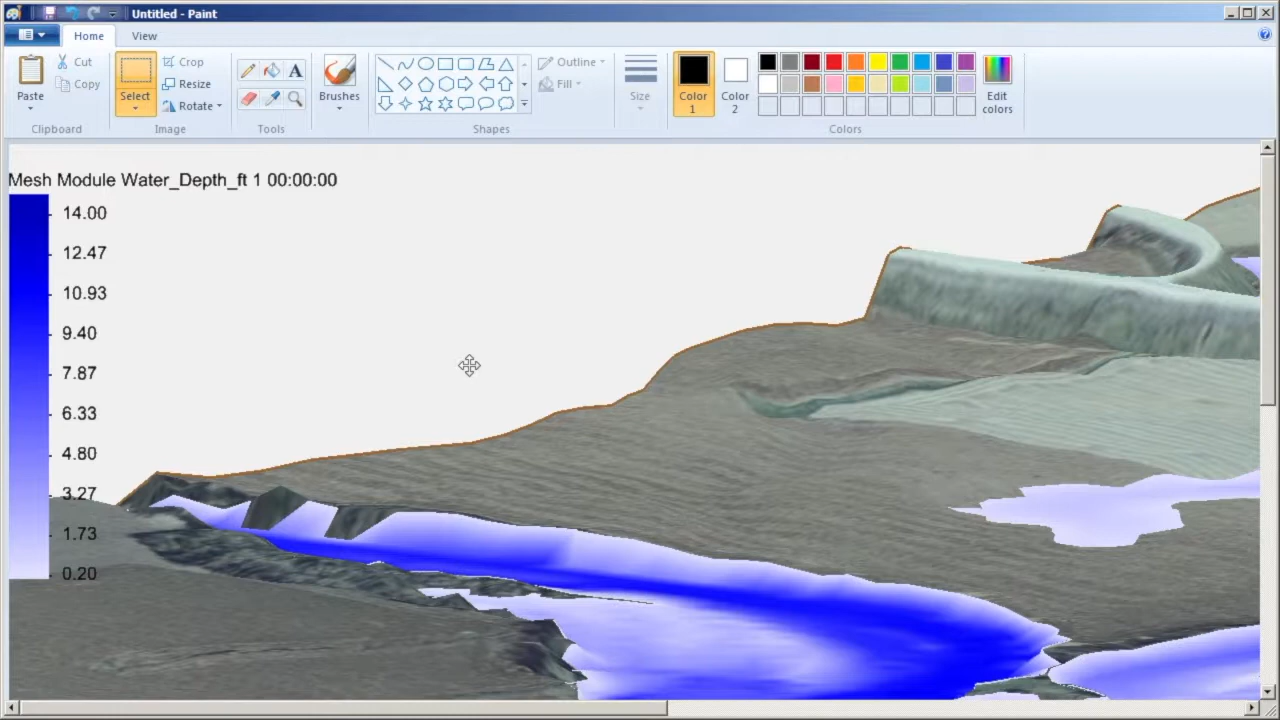 Untitled - Paint
Home View
Paste
Cut
Copy
Clipboard
Select
Crop
Resize
Rotate
Image
A
Tools
Brushes
Outline
Fill
Shapes
Size
Color 1
Color 2
Edit colors
Colors
Mesh Module Water_Depth_ft 1 00:00:00
14.00
12.47
10.93
9.40
7.87
6.33
4.80
3.27
1.73
0.20